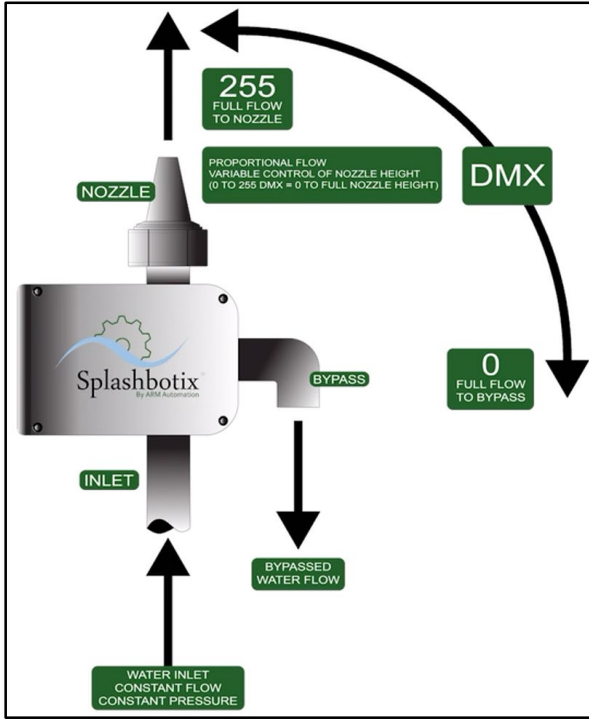 255
FULL FLOW
TO NOZZLE
PROPORTIONAL FLOW
VARIABLE CONTROL OF NOZZLE HEIGHT
(0 TO 255 DMX = 0 TO FULL NOZZLE HEIGHT)
DMX
NOZZLE
Splashbotix
By ARM Automation
BYPASS
0
FULL FLOW
TO BYPASS
INLET
BYPASSED
WATER FLOW
WATER INLET
CONSTANT FLOW
CONSTANT PRESSURE